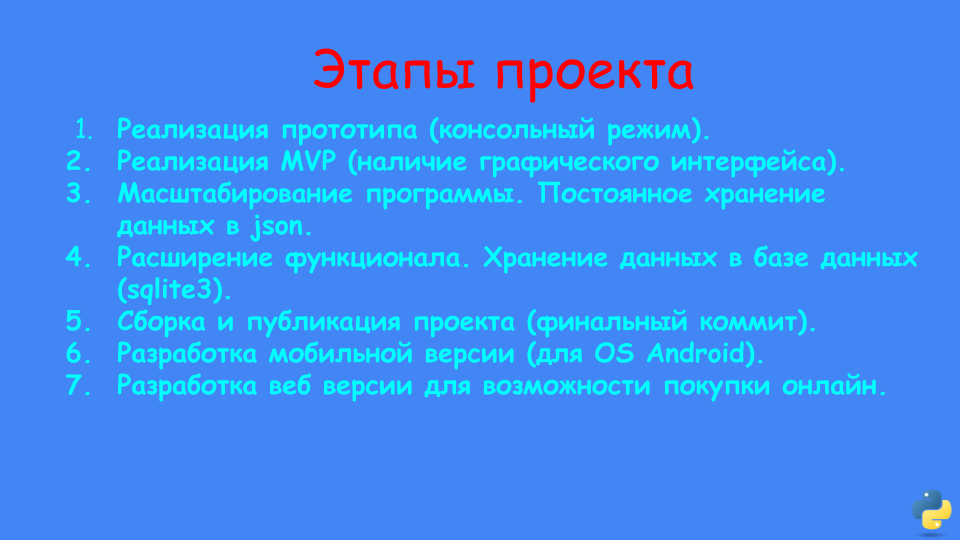 Этапы проекта
1. Реализация прототипа (консольный режим).
2. Реализация MVP (наличие графического интерфейса).
3. Масштабирование программы. Постоянное хранение
данных в json.
4. Расширение функционала. Хранение данных в базе данных
(sqlite3).
5. Сборка и публикация проекта (финальный коммит).
6. Разработка мобильной версии (для OS Android).
7. Разработка веб версии для возможности покупки онлайн.